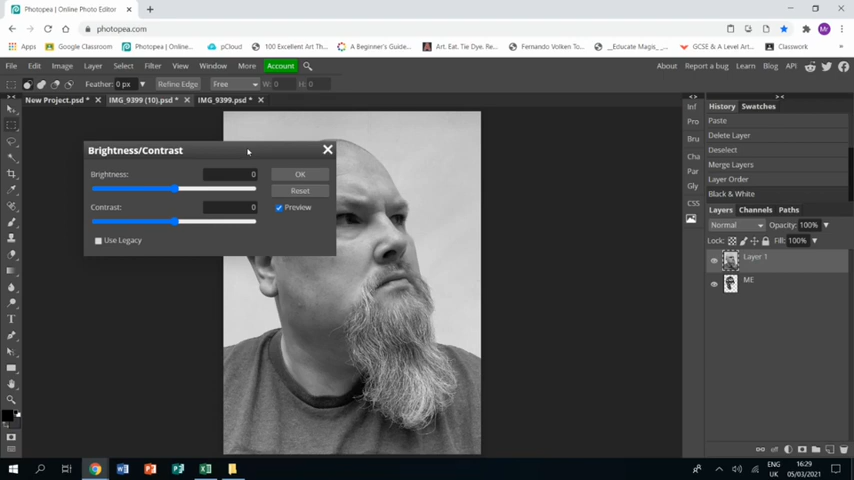 Photopea | Online Photo Editor
photopea.com
Apps Google Classroom Photopea | Online... pCloud 100 Excellent Art Th... A Beginner's Guide... Art. Eat. Tie Dye. Re... Fernando Volken To... __Educate Magis_... GCSE & A Level Art... Classwork
File Edit Image Layer Select Filter View Window More Account About Report a bug Learn Blog API
Feather: 0 px Refine Edge Free W: 0 H: 0
New Project.psd * IMG_9399 (10).psd * IMG_9399.psd *
Inf
History Swatches
Pro
Paste
Bru
Delete Layer
Deselect
Cha
Merge Layers
Par
Layer Order
Gly
Black & White
CSS
Layers Channels Paths
Normal Opacity: 100%
Lock: Fill: 100%
Layer 1
ME
Brightness/Contrast
Brightness: 0 OK
Reset
Contrast: 0 Preview
Use Legacy
ENG
UK
16:29
05/03/2021